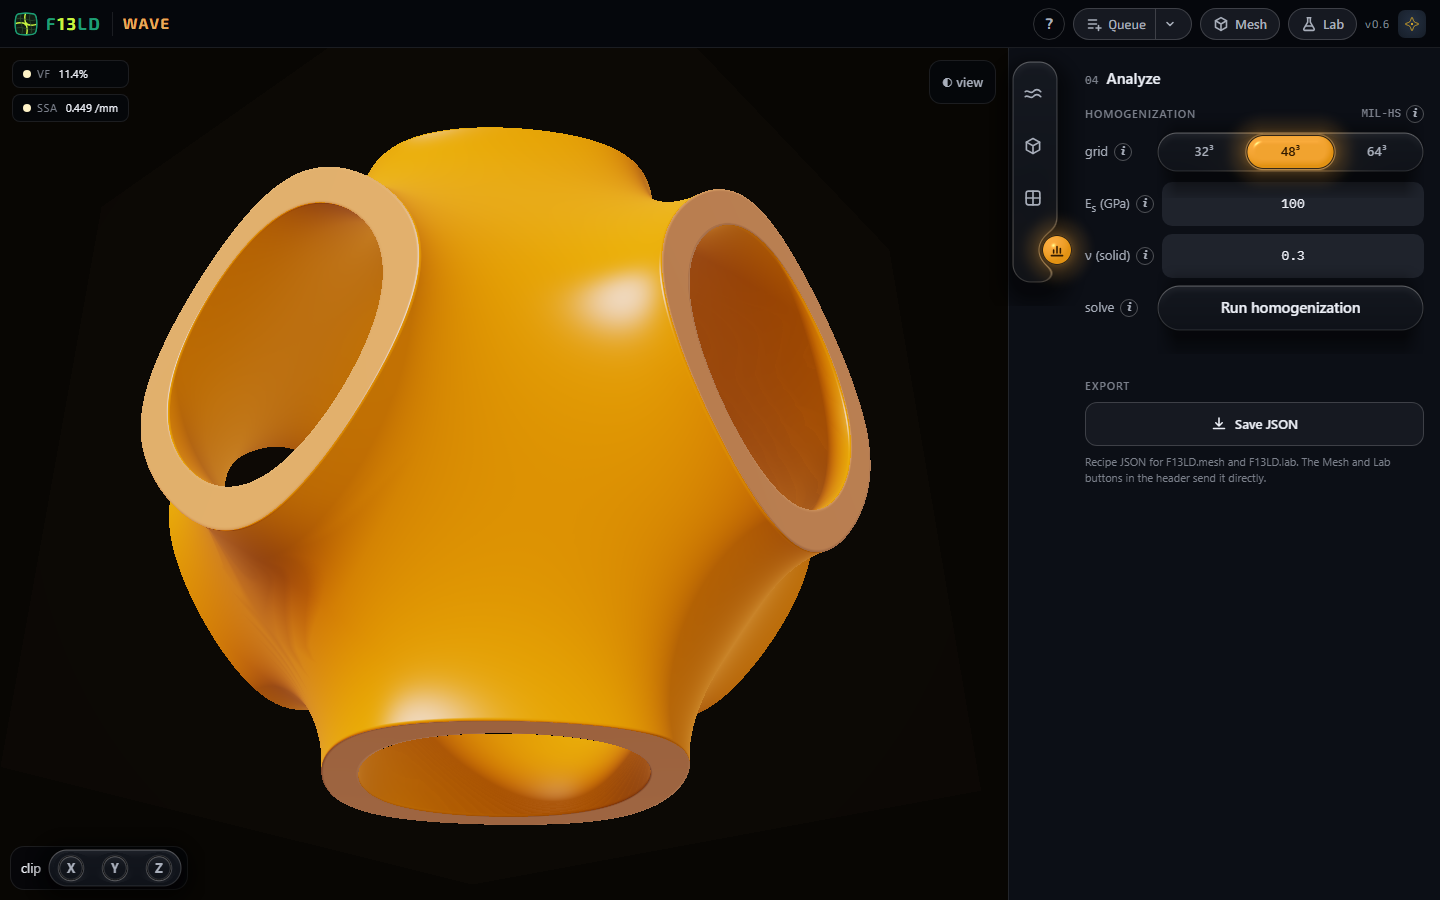 F13LD WAVE
? Queue Mesh Lab v0.6
VF 11.4%
SSA 0.449 /mm
view
04 Analyze
HOMOGENIZATION MIL-HS i
grid i 32³ 48³ 64³
Es (GPa) i 100
ν (solid) i 0.3
solve i Run homogenization
EXPORT
Save JSON
Recipe JSON for F13LD.mesh and F13LD.lab. The Mesh and Lab
buttons in the header send it directly.
clip X Y Z